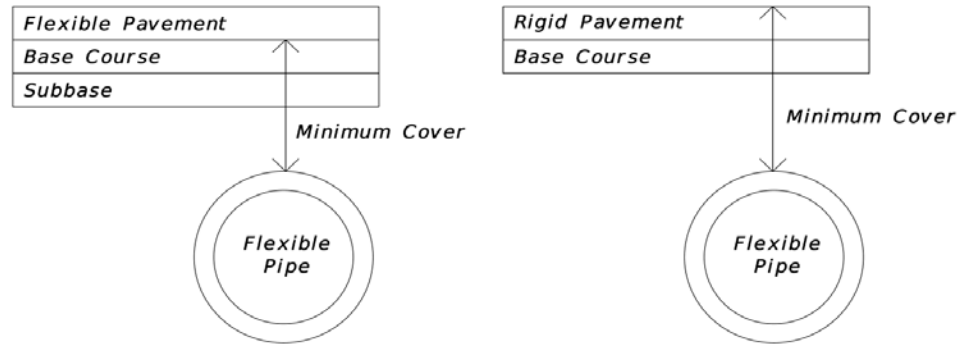 Flexible Pavement
Base Course
Subbase
Minimum Cover
Flexible
Pipe
Rigid Pavement
Base Course
Minimum Cover
Flexible
Pipe